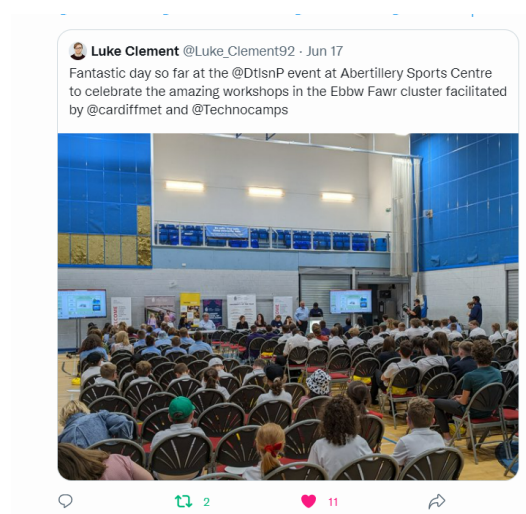 Luke Clement @Luke_Clement92 · Jun 17
Fantastic day so far at the @DtlsnP event at Abertillery Sports Centre
to celebrate the amazing workshops in the Ebbw Fawr cluster facilitated
by @cardiffmet and @Technocamps
2
11